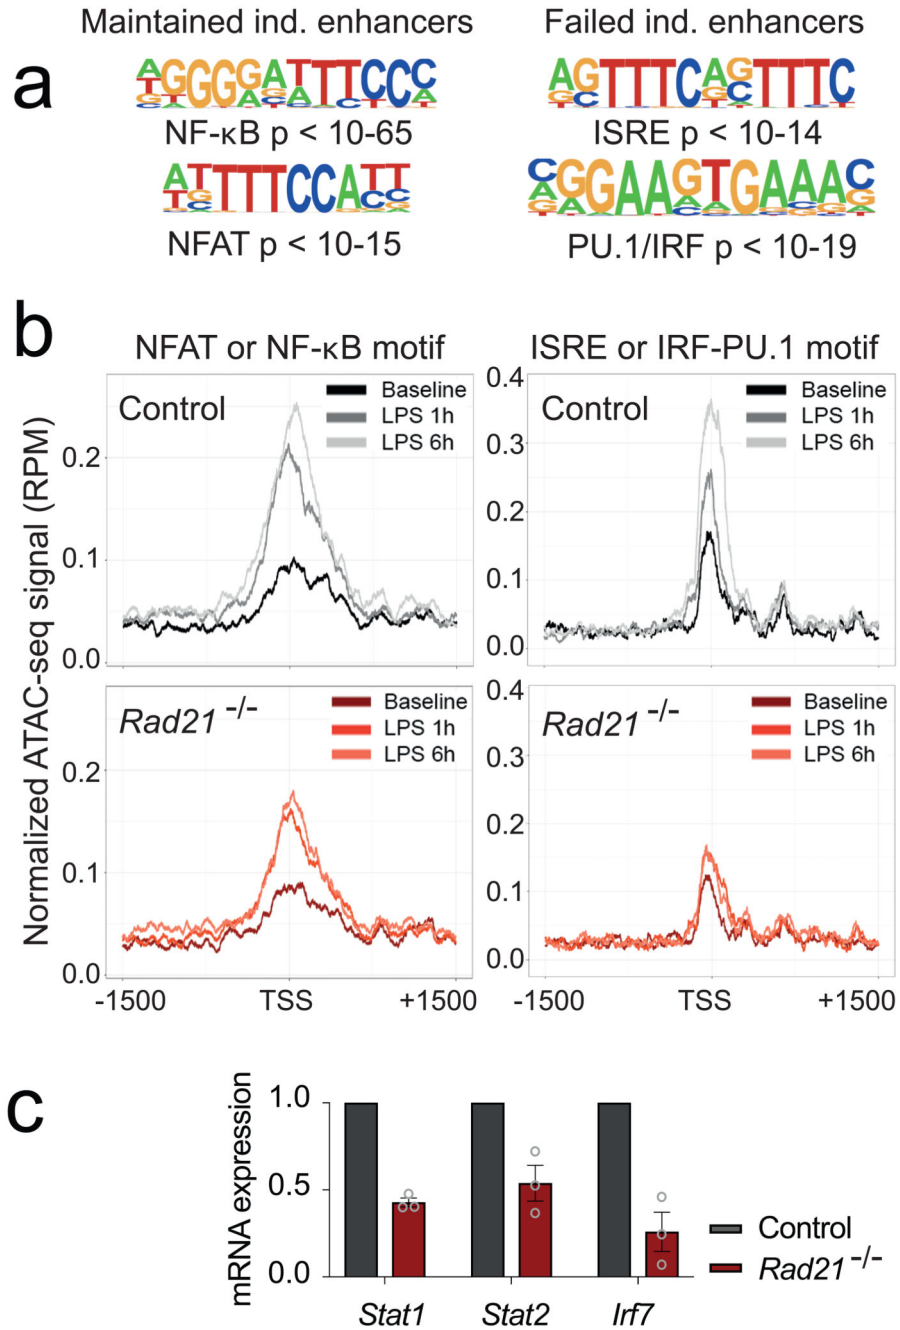 Maintained ind. enhancers
Failed ind. enhancers
a
NF-κB p < 10-65
ISRE p < 10-14
NFAT p < 10-15
PU.1/IRF p < 10-19
b
NFAT or NF-κB motif
ISRE or IRF-PU.1 motif
Normalized ATAC-seq signal (RPM)
Control
Baseline
LPS 1h
LPS 6h
0.2
0.1
0.0
Control
Baseline
LPS 1h
LPS 6h
0.4
0.3
0.2
0.1
0.0
Rad21 -/-
Baseline
LPS 1h
LPS 6h
0.2
0.1
0.0
-1500
TSS
+1500
Rad21 -/-
Baseline
LPS 1h
LPS 6h
0.4
0.3
0.2
0.1
0.0
-1500
TSS
+1500
c
mRNA expression
1.0
0.5
0.0
Stat1
Stat2
Irf7
Control
Rad21 -/-